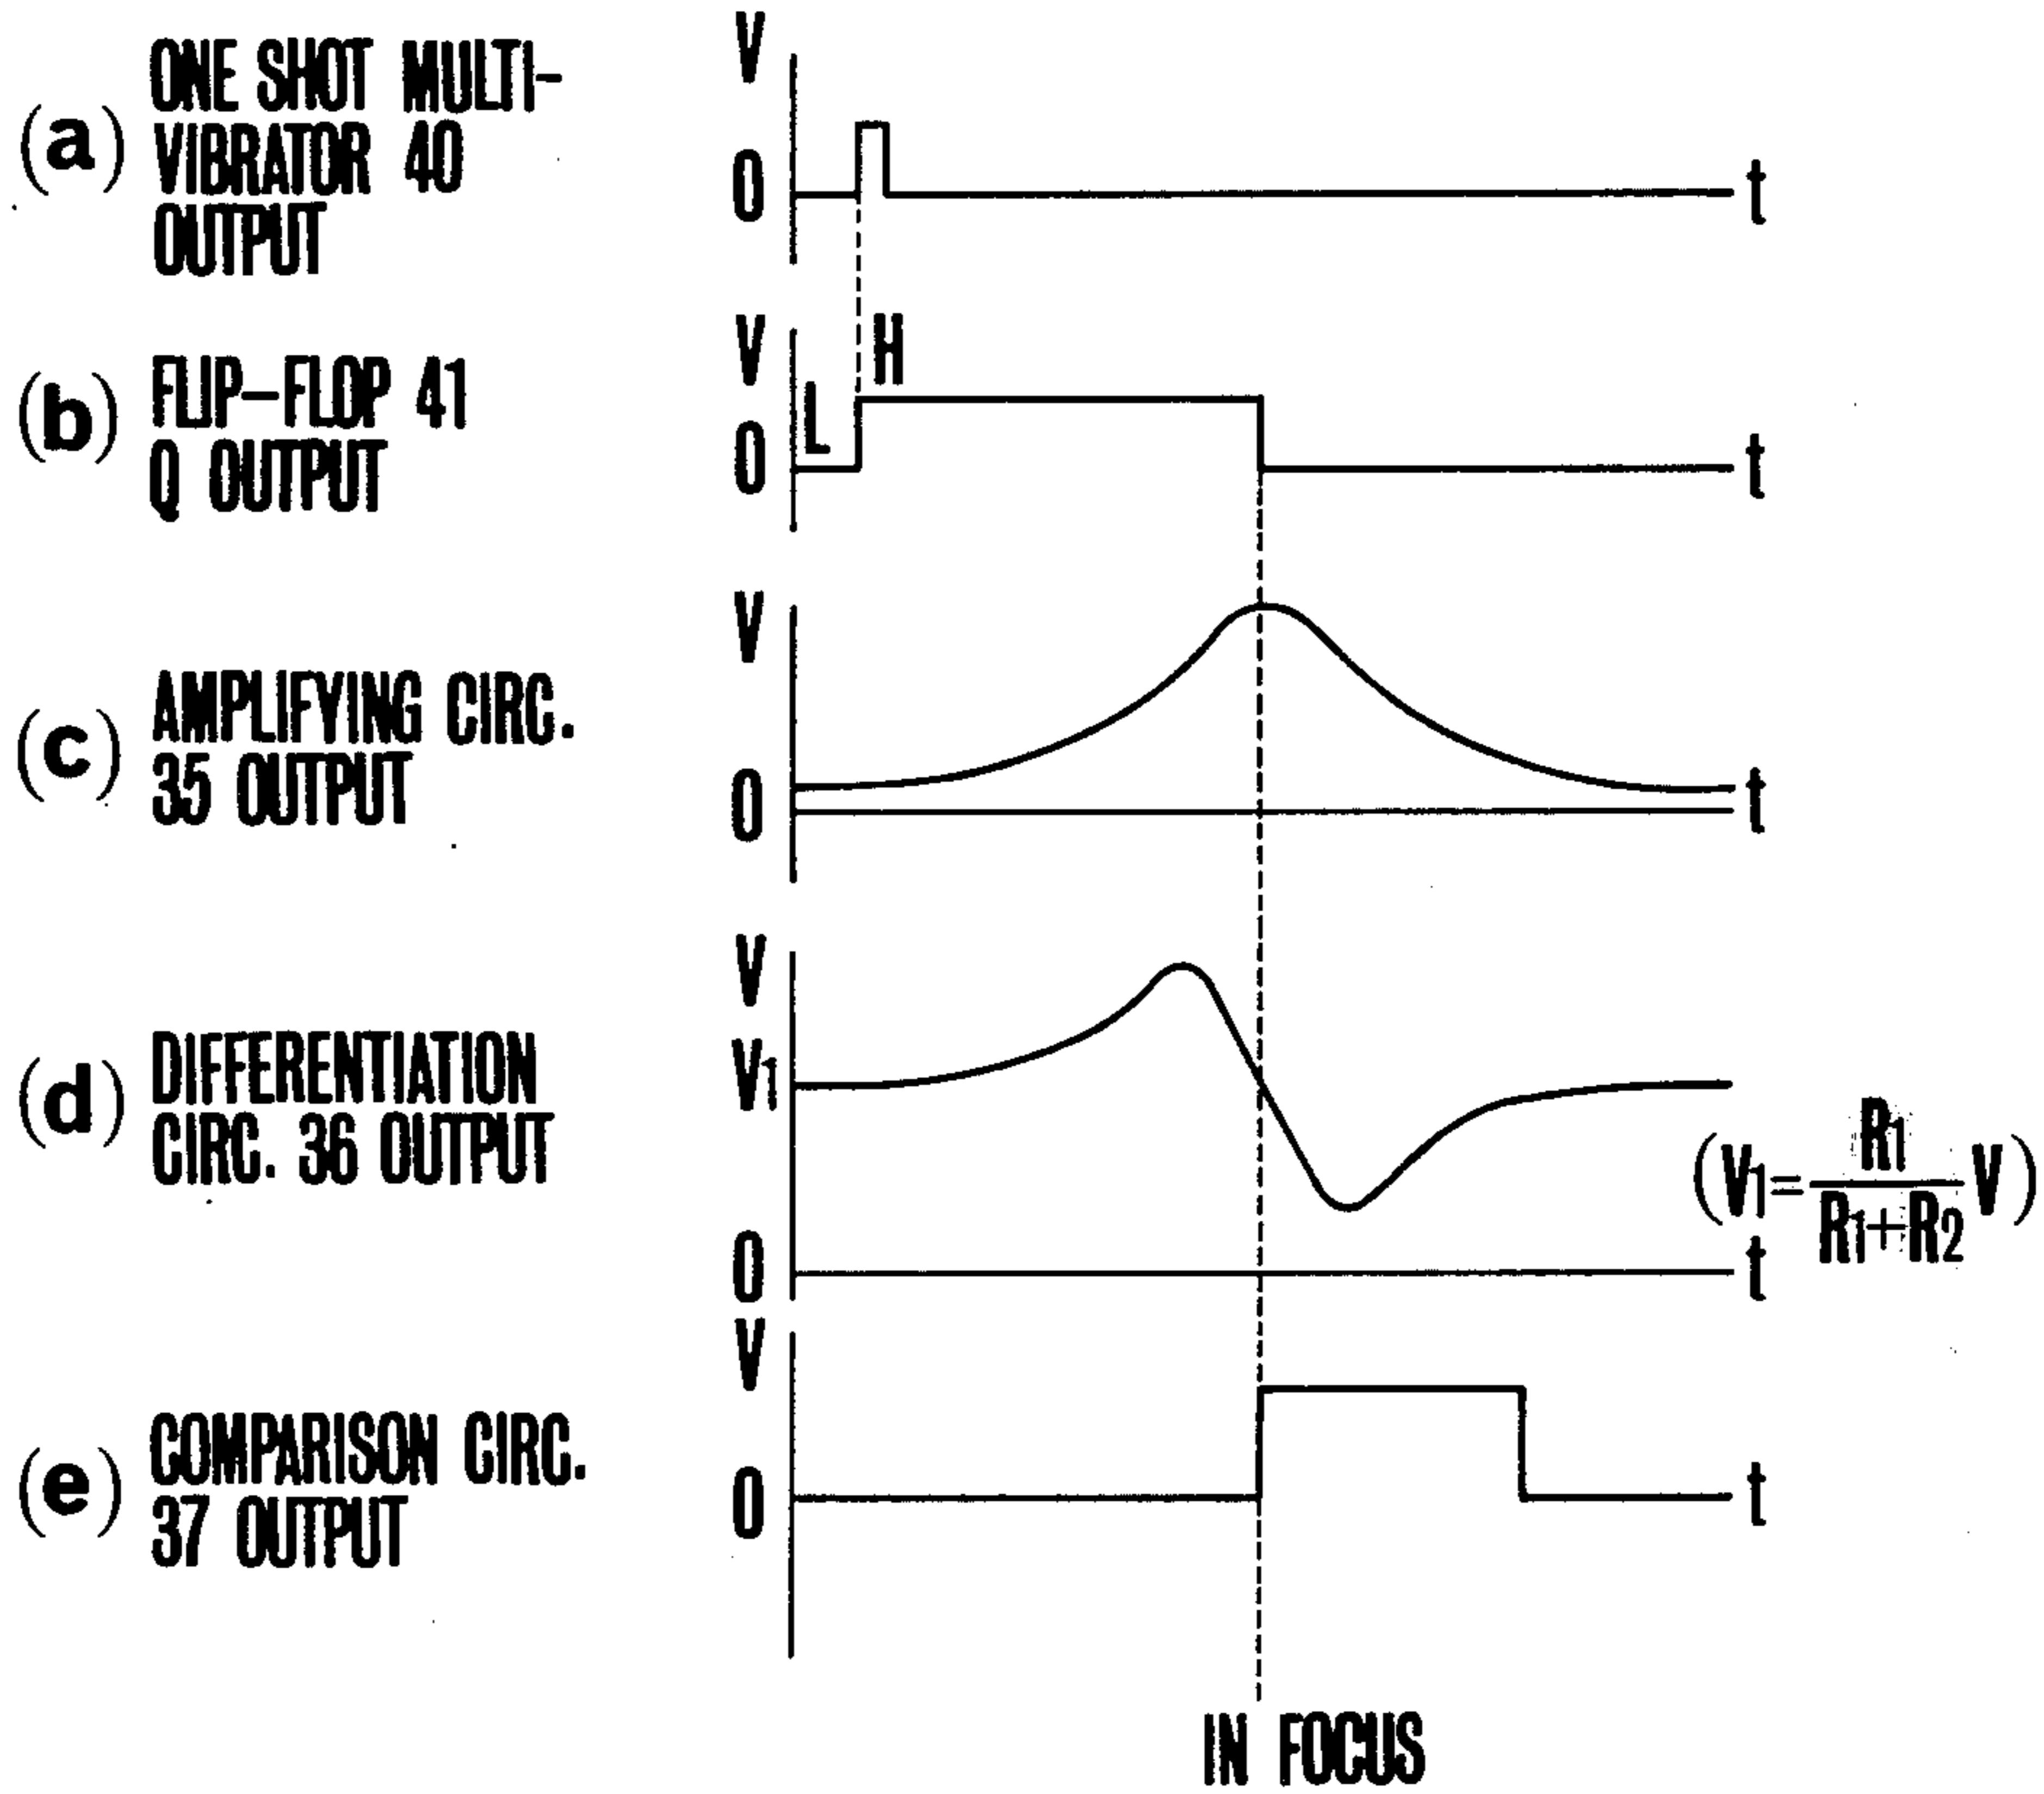 (a) ONE SHOT MULTI-
VIBRATOR 40
OUTPUT
V
0
t
(b) FLIP-FLOP 41
Q OUTPUT
V
0
L
H
t
(c) AMPLIFYING CIRC.
35 OUTPUT
V
0
t
(d) DIFFERENTIATION
CIRC. 36 OUTPUT
V
V1
0
t
(V1=R1/R1+R2 V)
(e) COMPARISON CIRC.
37 OUTPUT
V
0
t
IN FOCUS